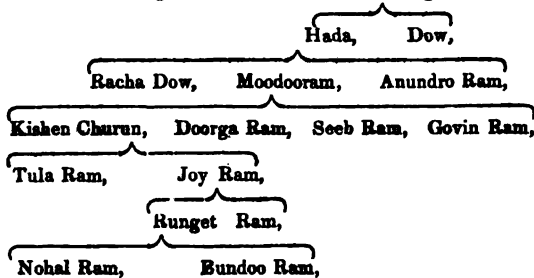 Hada, Dow,
Racha Dow, Moodooram, Anundro Ram,
Kishen Churun, Doorga Ram, Seeb Ram, Govin Ram,
Tula Ram, Joy Ram,
Runget Ram,
Nohal Ram, Bundoo Ram,